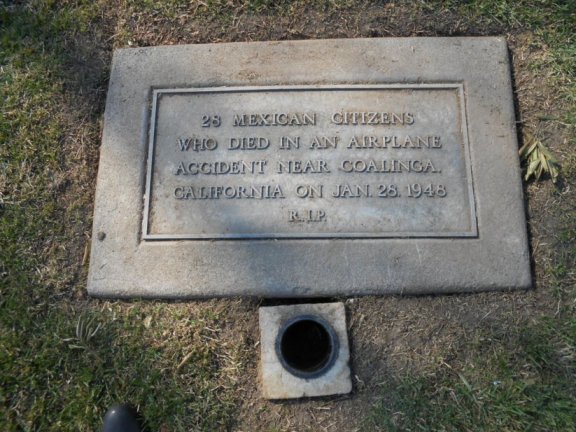 28 MEXICAN CITIZENS
WHO DIED IN AN AIRPLANE
ACCIDENT NEAR COALINGA,
CALIFORNIA ON JAN. 28, 1948
R.I.P.